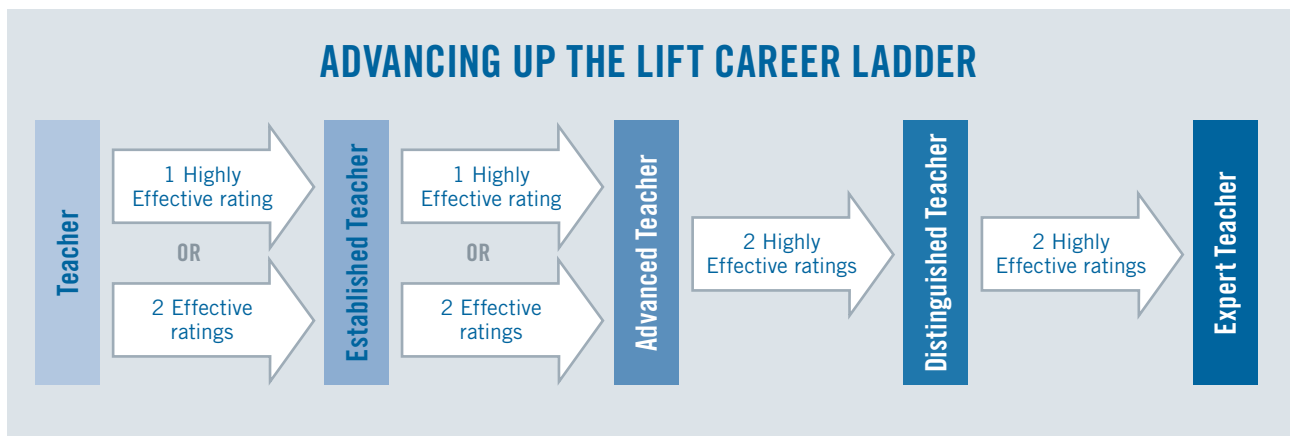 ADVANCING UP THE LIFT CAREER LADDER
Teacher
1 Highly
Effective rating
OR
2 Effective
ratings
Established Teacher
1 Highly
Effective rating
OR
2 Effective
ratings
Advanced Teacher
2 Highly
Effective ratings
Distinguished Teacher
2 Highly
Effective ratings
Expert Teacher